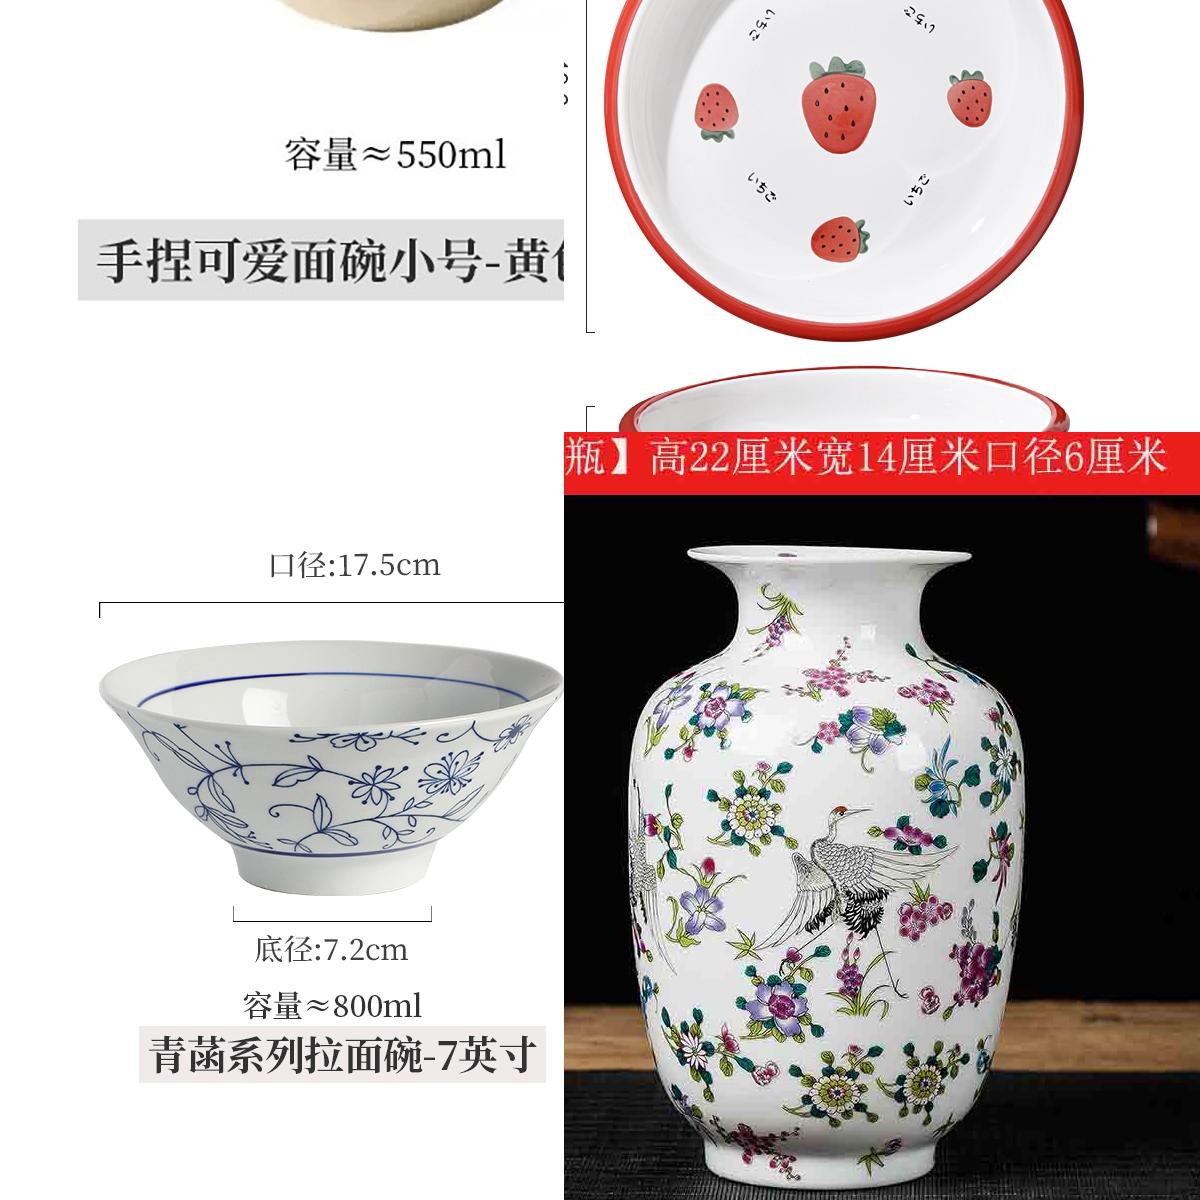 容量≈550ml
手捏可爱面碗小号-黄
いちご
いちご
いちご
いちご
瓶】高22厘米宽14厘米口径6厘米
口径:17.5cm
底径:7.2cm
容量≈800ml
青菡系列拉面碗-7英寸